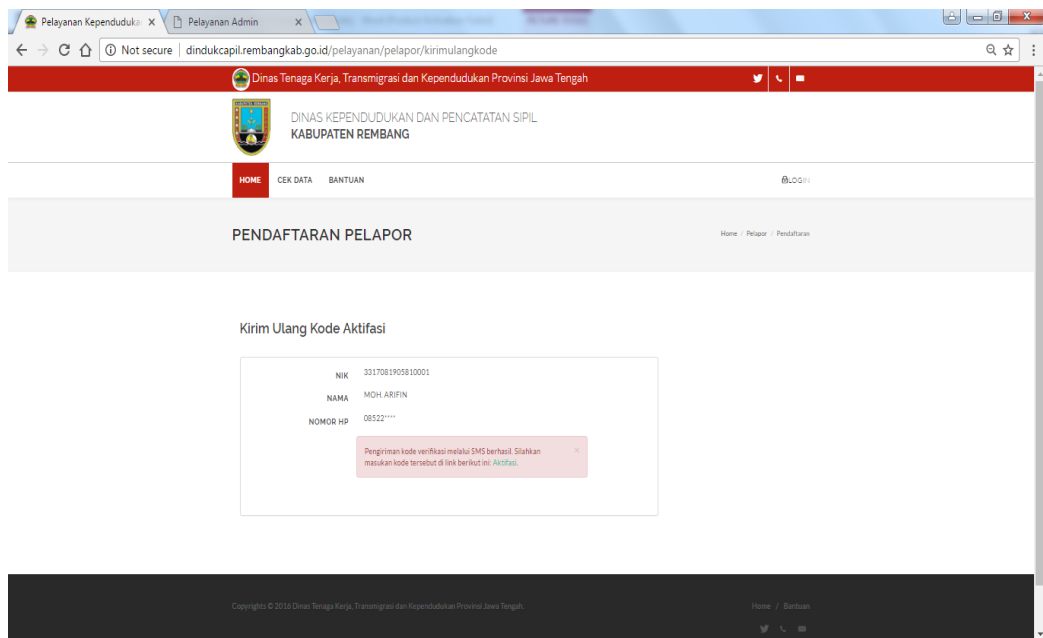 Pelayanan Kependuduka
Pelayanan Admin
Not secure | dindukcapil.rembangkab.go.id/pelayanan/pelapor/kirimulangkode
Dinas Tenaga Kerja, Transmigrasi dan Kependudukan Provinsi Jawa Tengah
DINAS KEPENDUDUKAN DAN PENCATATAN SIPIL
KABUPATEN REMBANG
HOME CEK DATA BANTUAN LOGIN
PENDAFTARAN PELAPOR
Home / Pelapor / Pendaftaran
Kirim Ulang Kode Aktifasi
NIK 3317081905810001
NAMA MOH. ARIFIN
NOMOR HP 08522****
Pengiriman kode verifikasi melalui SMS berhasil. Silahkan
masukan kode tersebut di link berikut ini: Aktifasi.
Copyrights © 2016 Dinas Tenaga Kerja, Transmigrasi dan Kependudukan Provinsi Jawa Tengah.
Home / Bantuan